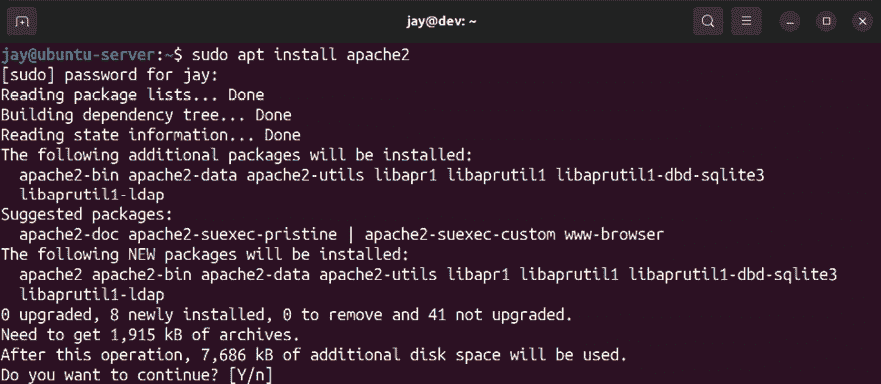 jay@dev: ~
jay@ubuntu-server:~$ sudo apt install apache2
[sudo] password for jay:
Reading package lists... Done
Building dependency tree... Done
Reading state information... Done
The following additional packages will be installed:
  apache2-bin apache2-data apache2-utils libapr1 libaprutil1 libaprutil1-dbd-sqlite3
  libaprutil1-ldap
Suggested packages:
  apache2-doc apache2-suexec-pristine | apache2-suexec-custom www-browser
The following NEW packages will be installed:
  apache2 apache2-bin apache2-data apache2-utils libapr1 libaprutil1 libaprutil1-dbd-sqlite3
  libaprutil1-ldap
0 upgraded, 8 newly installed, 0 to remove and 41 not upgraded.
Need to get 1,915 kB of archives.
After this operation, 7,686 kB of additional disk space will be used.
Do you want to continue? [Y/n]